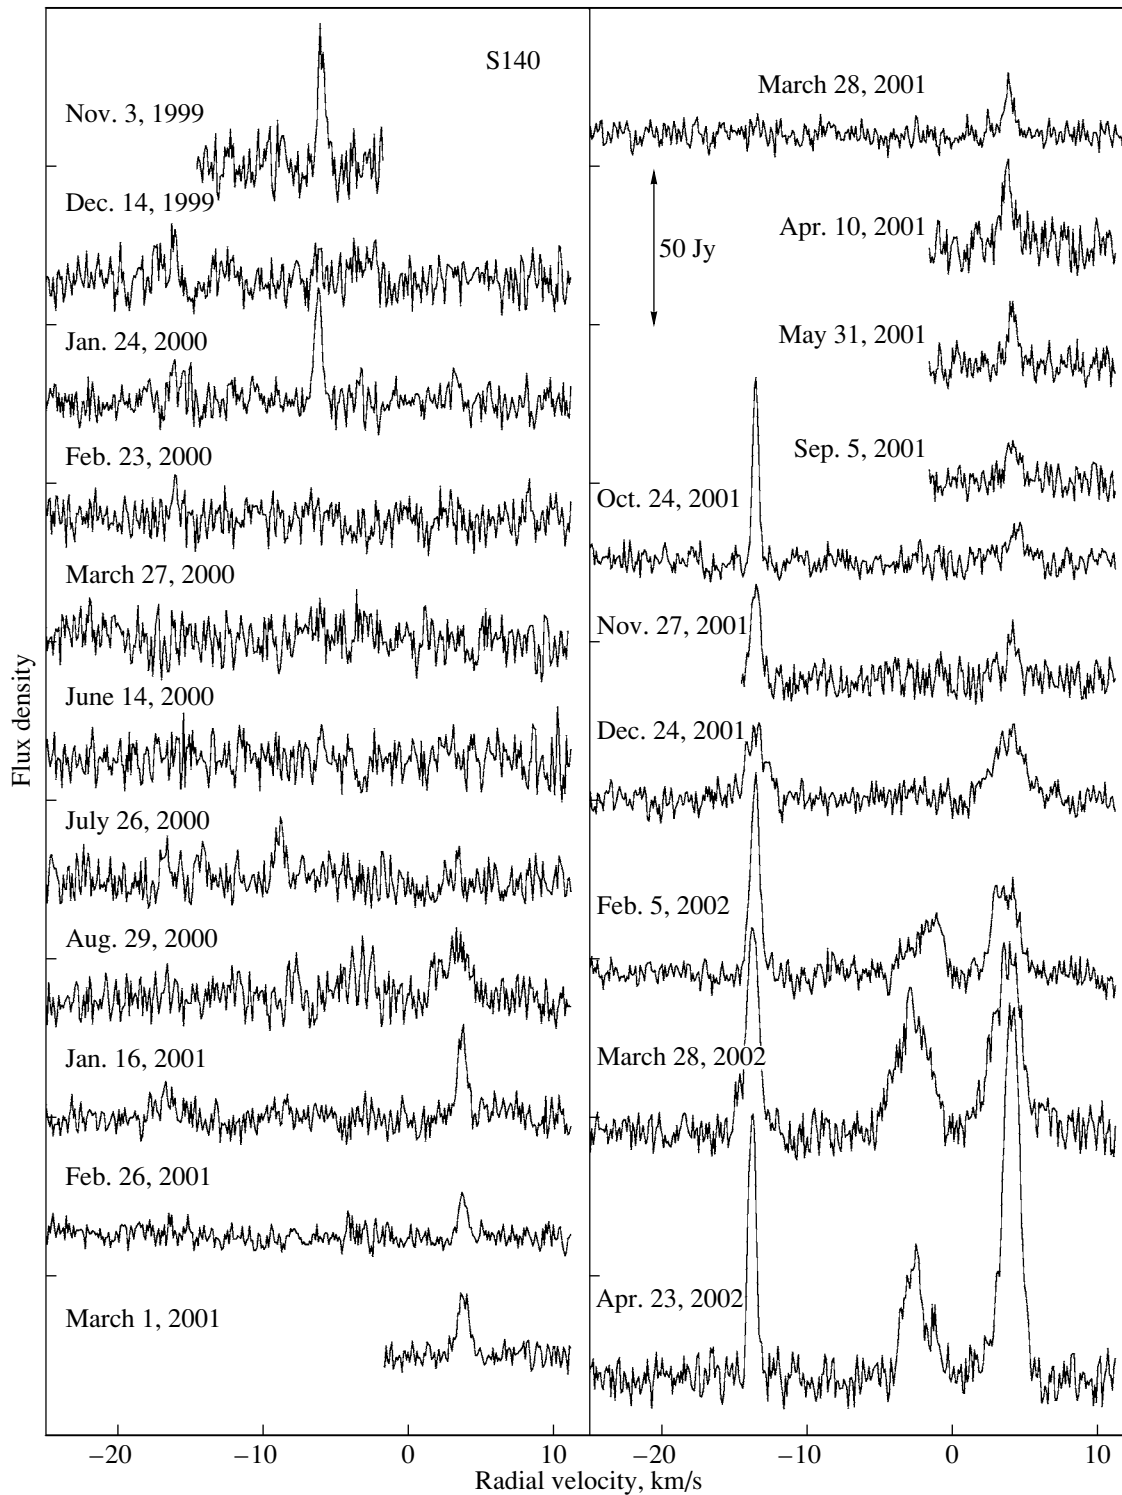 S140
Nov. 3, 1999
Dec. 14, 1999
Jan. 24, 2000
Feb. 23, 2000
March 27, 2000
June 14, 2000
July 26, 2000
Aug. 29, 2000
Jan. 16, 2001
Feb. 26, 2001
March 1, 2001
March 28, 2001
50 Jy
Apr. 10, 2001
May 31, 2001
Sep. 5, 2001
Oct. 24, 2001
Nov. 27, 2001
Dec. 24, 2001
Feb. 5, 2002
March 28, 2002
Apr. 23, 2002
Flux density
−20 −10 0 10 −20 −10 0 10
Radial velocity, km/s